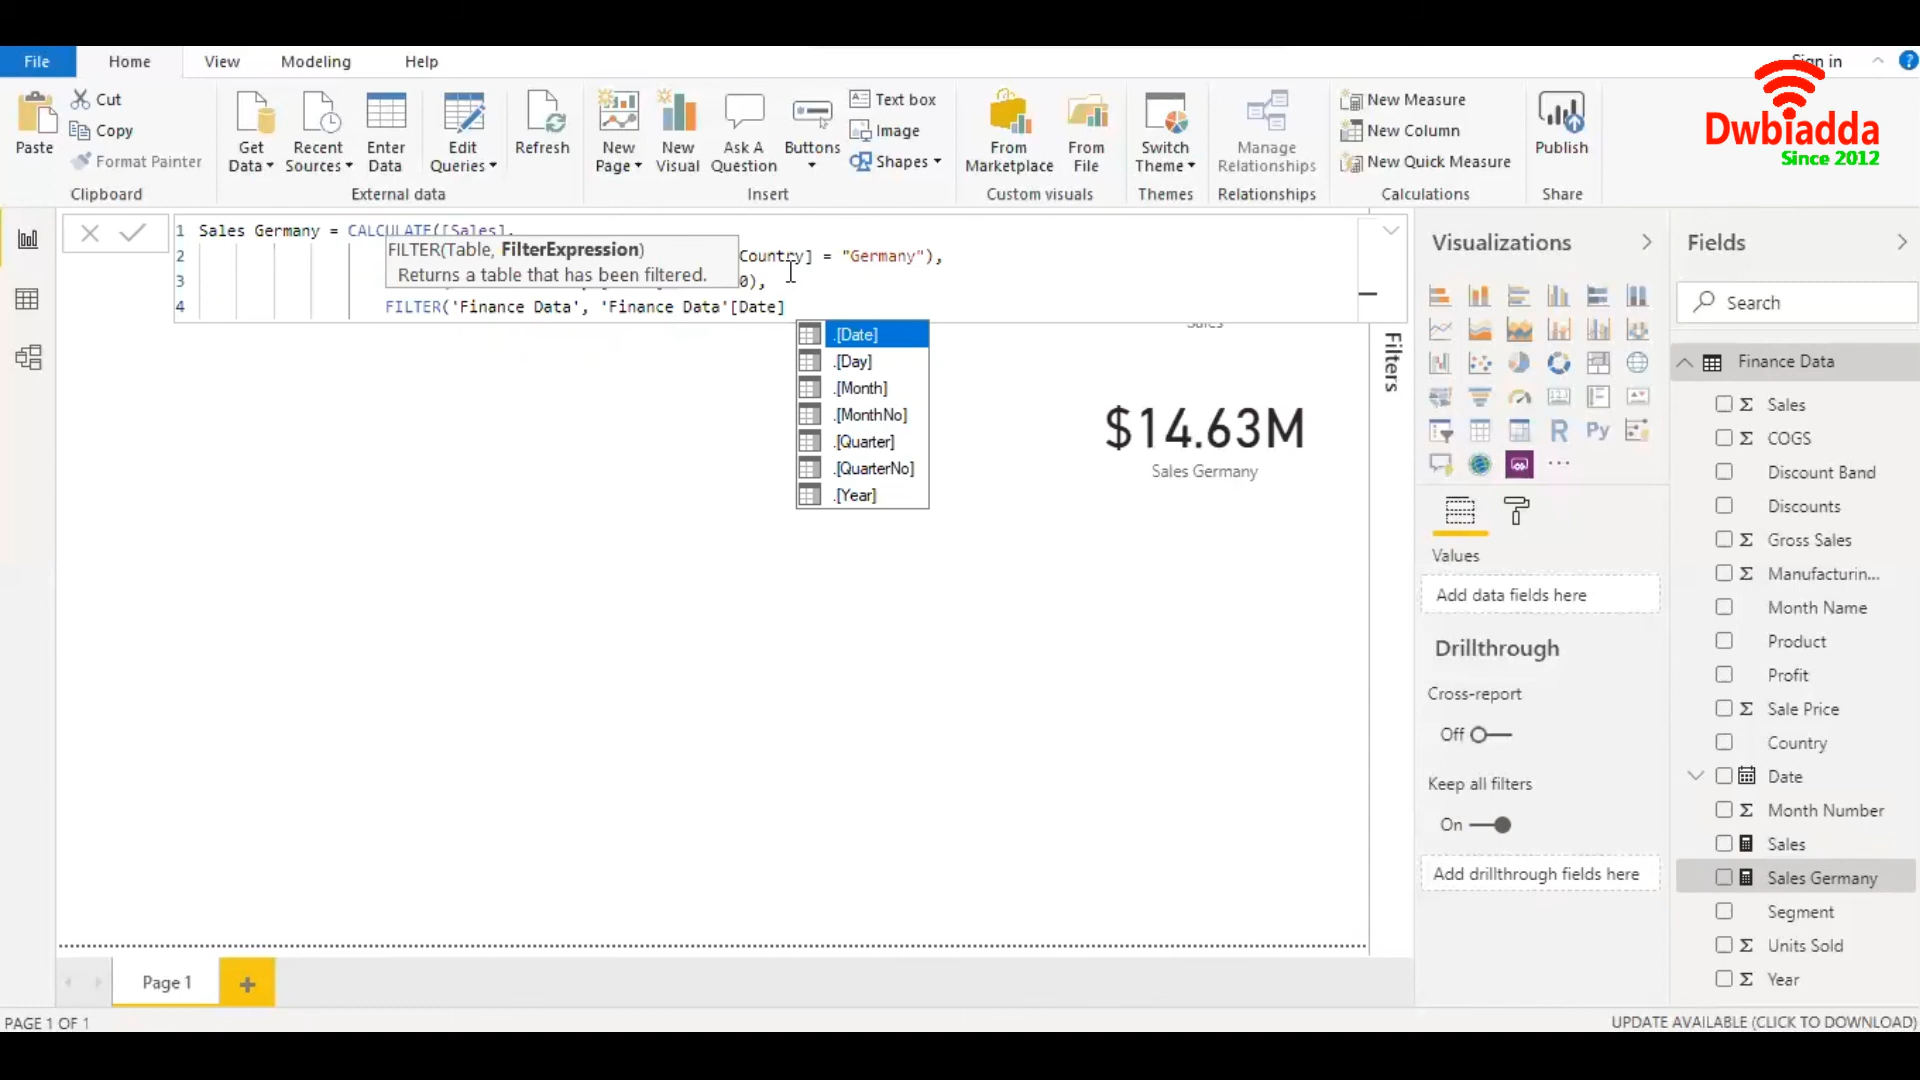 File Home View Modeling Help Sign in
Cut
Copy
Format Painter
Paste
Clipboard
Get Data
Recent Sources
Enter Data
Edit Queries
External data
Refresh
New Page
New Visual
Ask A Question
Buttons
Text box
Image
Shapes
Insert
From Marketplace
From File
Custom visuals
Switch Theme
Themes
Manage Relationships
Relationships
New Measure
New Column
New Quick Measure
Calculations
Publish
Share
Dwbiadda
Since 2012
1 Sales Germany = CALCULATE([Sales],
FILTER(Table, FilterExpression)
Returns a table that has been filtered.
2 Country] = "Germany"),
3 0),
4 FILTER('Finance Data', 'Finance Data'[Date]
.[Date]
.[Day]
.[Month]
.[MonthNo]
.[Quarter]
.[QuarterNo]
.[Year]
Sales
$14.63M
Sales Germany
Filters
Visualizations
R Py
Values
Add data fields here
Drillthrough
Cross-report
Off
Keep all filters
On
Add drillthrough fields here
Fields
Search
Finance Data
Sales
COGS
Discount Band
Discounts
Gross Sales
Manufacturin...
Month Name
Product
Profit
Sale Price
Country
Date
Month Number
Sales
Sales Germany
Segment
Units Sold
Year
Page 1
PAGE 1 OF 1
UPDATE AVAILABLE (CLICK TO DOWNLOAD)